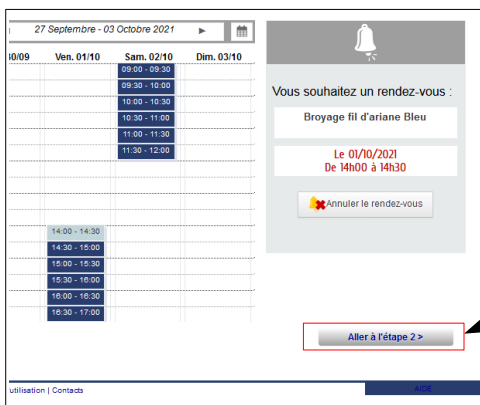 27 Septembre - 03 Octobre 2021
30/09 Ven. 01/10 Sam. 02/10 Dim. 03/10
09:00 - 09:30
09:30 - 10:00
10:00 - 10:30
10:30 - 11:00
11:00 - 11:30
11:30 - 12:00
14:00 - 14:30
14:30 - 15:00
15:00 - 15:30
15:30 - 16:00
16:00 - 16:30
16:30 - 17:00
Vous souhaitez un rendez-vous :
Broyage fil d'ariane Bleu
Le 01/10/2021
De 14h00 à 14h30
Annuler le rendez-vous
Aller à l'étape 2 >
utilisation | Contacts
AIDE